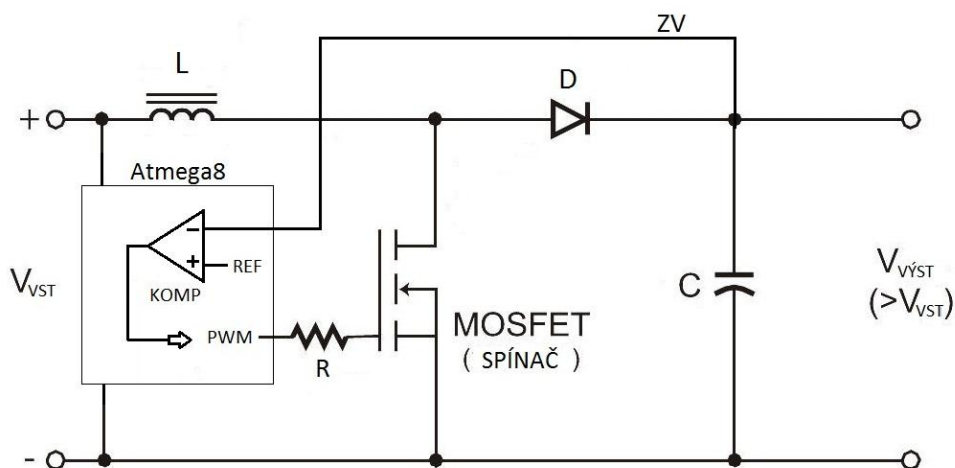 ZV
L
D
+
Atmega8
-
+
REF
KOMP
PWM
R
V_VST
MOSFET
( SPÍNAČ )
C
V_VÝST
(>V_VST)
-